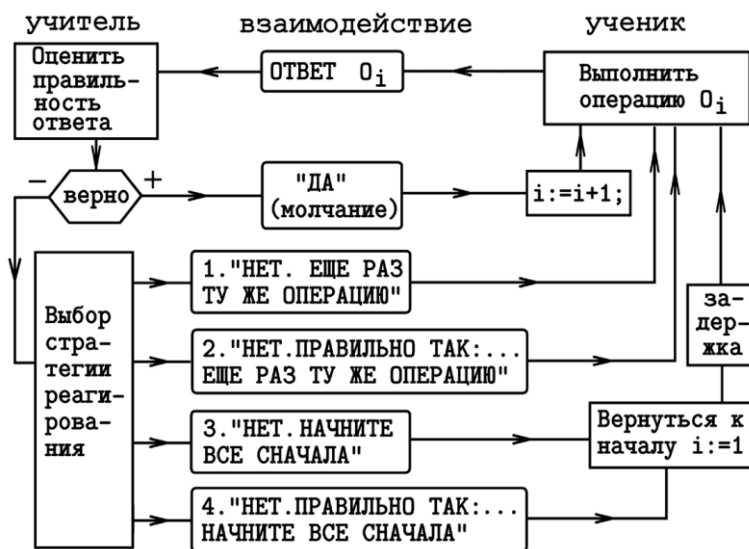 учитель
взаимодействие
ученик
Оценить
правиль-
ность
ответа
ОТВЕТ Oi
Выполнить
операцию Oi
−
верно
+
"ДА"
(молчание)
i:=i+1;
Выбор
стра-
тегии
реаги-
рова-
ния
1."НЕТ. ЕЩЕ РАЗ
ТУ ЖЕ ОПЕРАЦИЮ"
2."НЕТ.ПРАВИЛЬНО ТАК:...
ЕЩЕ РАЗ ТУ ЖЕ ОПЕРАЦИЮ"
3."НЕТ.НАЧНИТЕ
ВСЕ СНАЧАЛА"
4."НЕТ.ПРАВИЛЬНО ТАК:...
НАЧНИТЕ ВСЕ СНАЧАЛА"
за-
дер-
жка
Вернуться к
началу i:=1